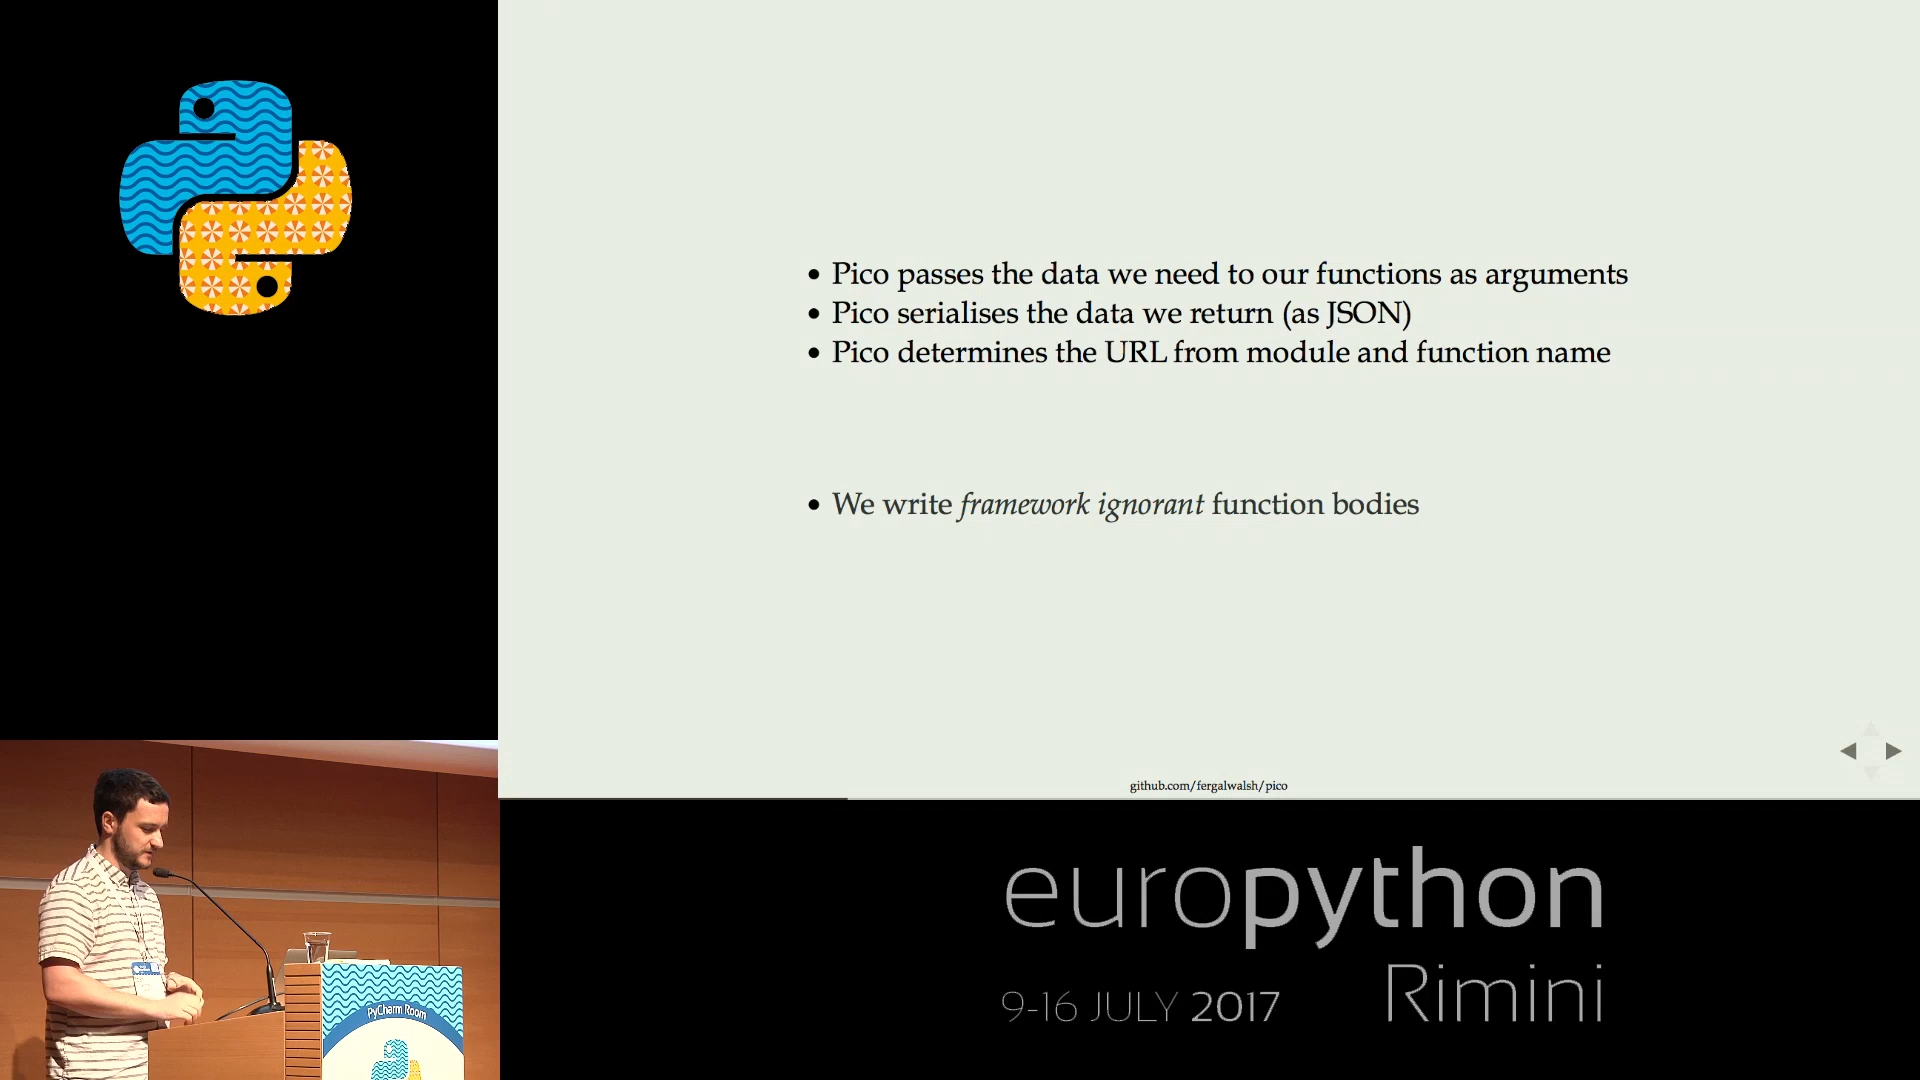 • Pico passes the data we need to our functions as arguments
• Pico serialises the data we return (as JSON)
• Pico determines the URL from module and function name
• We write framework ignorant function bodies
github.com/fergalwalsh/pico
PyCharm Room
europython
9-16 JULY 2017
Rimini